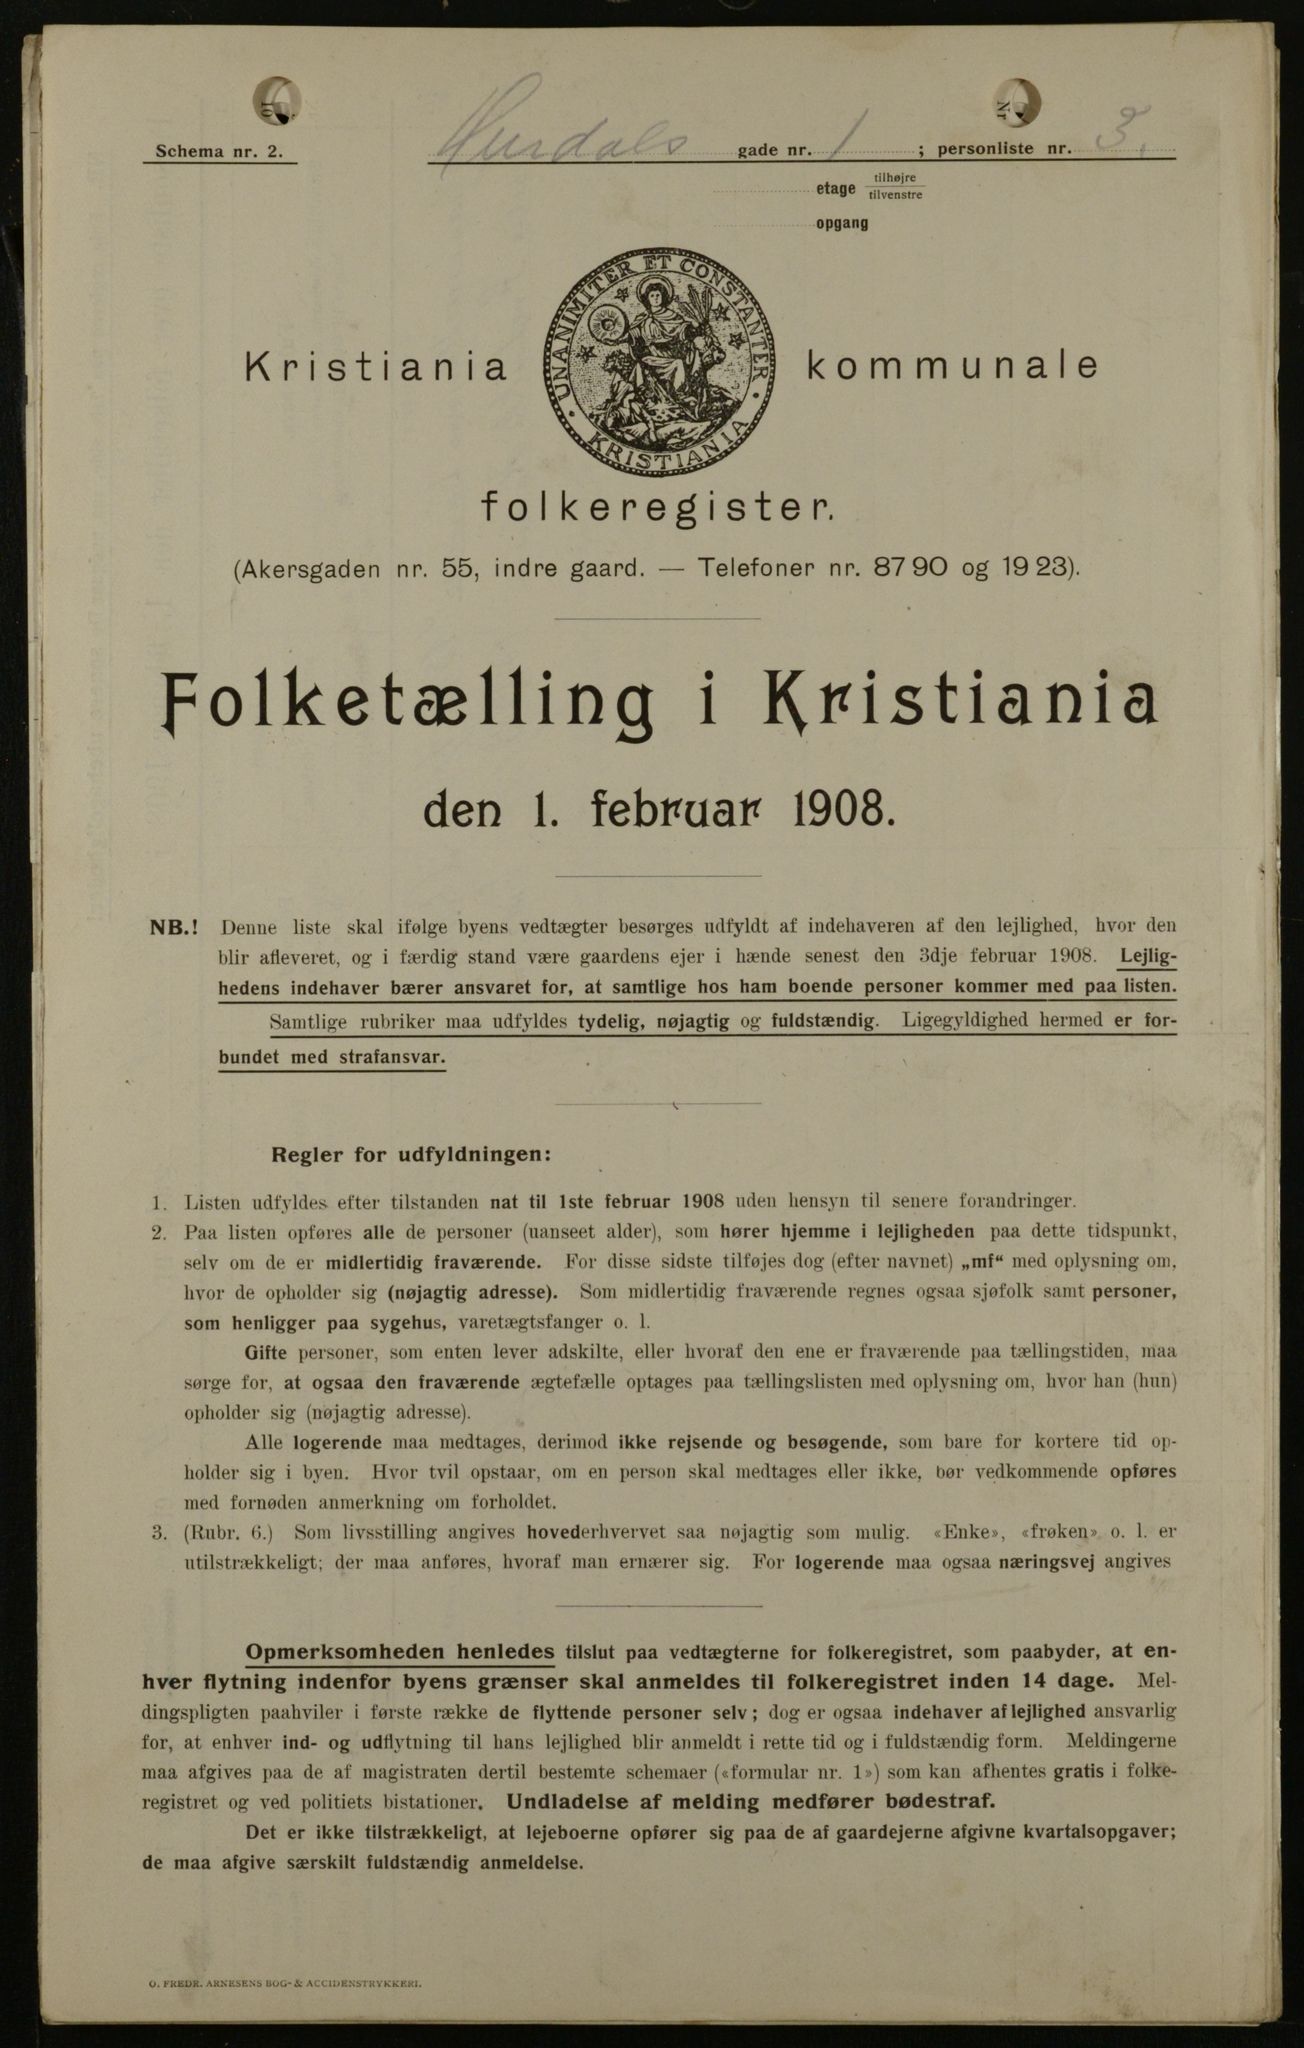 Schema nr. 2.
Hurdals gade nr. 1 ; personliste nr. 3.
etage tilhøjre
tilvenstre
opgang
UNANIMITER ET CONSTANTER
KRISTIANIA
Kristiania kommunale
folkeregister.
(Akersgaden nr. 55, indre gaard. — Telefoner nr. 8790 og 1923).
Folketælling i Kristiania
den 1. februar 1908.
NB.! Denne liste skal ifølge byens vedtægter besørges udfyldt af indehaveren af den lejlighed, hvor den
blir afleveret, og i færdig stand være gaardens ejer i hænde senest den 3dje februar 1908. Lejlig-
hedens indehaver bærer ansvaret for, at samtlige hos ham boende personer kommer med paa listen.
Samtlige rubriker maa udfyldes tydelig, nøjagtig og fuldstændig. Ligegyldighed hermed er for-
bundet med strafansvar.
Regler for udfyldningen:
1. Listen udfyldes efter tilstanden nat til 1ste februar 1908 uden hensyn til senere forandringer.
2. Paa listen opføres alle de personer (uanseet alder), som hører hjemme i lejligheden paa dette tidspunkt,
selv om de er midlertidig fraværende. For disse sidste tilføjes dog (efter navnet) „mf“ med oplysning om,
hvor de opholder sig (nøjagtig adresse). Som midlertidig fraværende regnes ogsaa sjøfolk samt personer,
som henligger paa sygehus, varetægtsfanger o. l.
Gifte personer, som enten lever adskilte, eller hvoraf den ene er fraværende paa tællingstiden, maa
sørge for, at ogsaa den fraværende ægtefælle optages paa tællingslisten med oplysning om, hvor han (hun)
opholder sig (nøjagtig adresse).
Alle logerende maa medtages, derimod ikke rejsende og besøgende, som bare for kortere tid op-
holder sig i byen. Hvor tvil opstaar, om en person skal medtages eller ikke, bør vedkommende opføres
med fornøden anmerkning om forholdet.
3. (Rubr. 6.) Som livsstilling angives hovederhvervet saa nøjagtig som mulig. «Enke», «frøken» o. l. er
utilstrækkeligt; der maa anføres, hvoraf man ernærer sig. For logerende maa ogsaa næringsvej angives
Opmerksomheden henledes tilslut paa vedtægterne for folkeregistret, som paabyder, at en-
hver flytning indenfor byens grænser skal anmeldes til folkeregistret inden 14 dage. Mel-
dingspligten paahviler i første række de flyttende personer selv; dog er ogsaa indehaver af lejlighed ansvarlig
for, at enhver ind- og udflytning til hans lejlighed blir anmeldt i rette tid og i fuldstændig form. Meldingerne
maa afgives paa de af magistraten dertil bestemte schemaer («formular nr. 1») som kan afhentes gratis i folke-
registret og ved politiets bistationer. Undladelse af melding medfører bødestraf.
Det er ikke tilstrækkeligt, at lejeboerne opfører sig paa de af gaardejerne afgivne kvartalsopgaver;
de maa afgive særskilt fuldstændig anmeldelse.
O. FREDR. ARNESENS BOG- & ACCIDENSTRYKKERI.